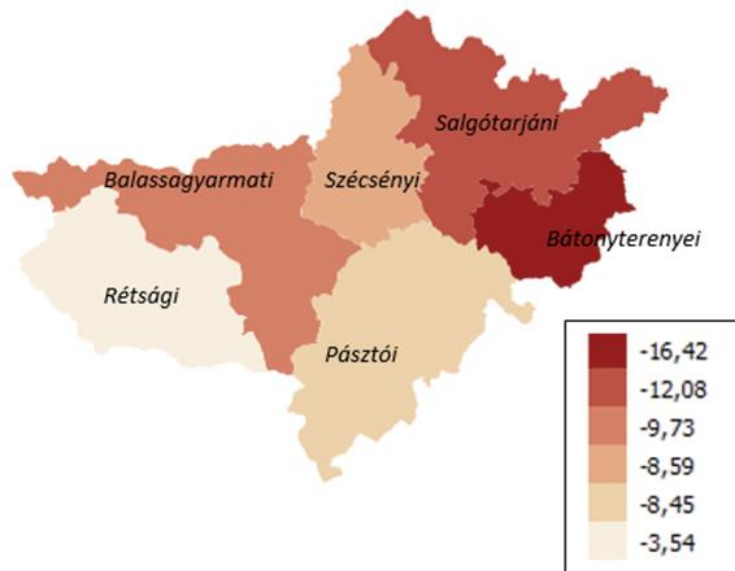 Salgótarjáni
Balassagyarmati
Szécsényi
Bátonyterenyei
Rétsági
Pásztói
-16,42
-12,08
-9,73
-8,59
-8,45
-3,54